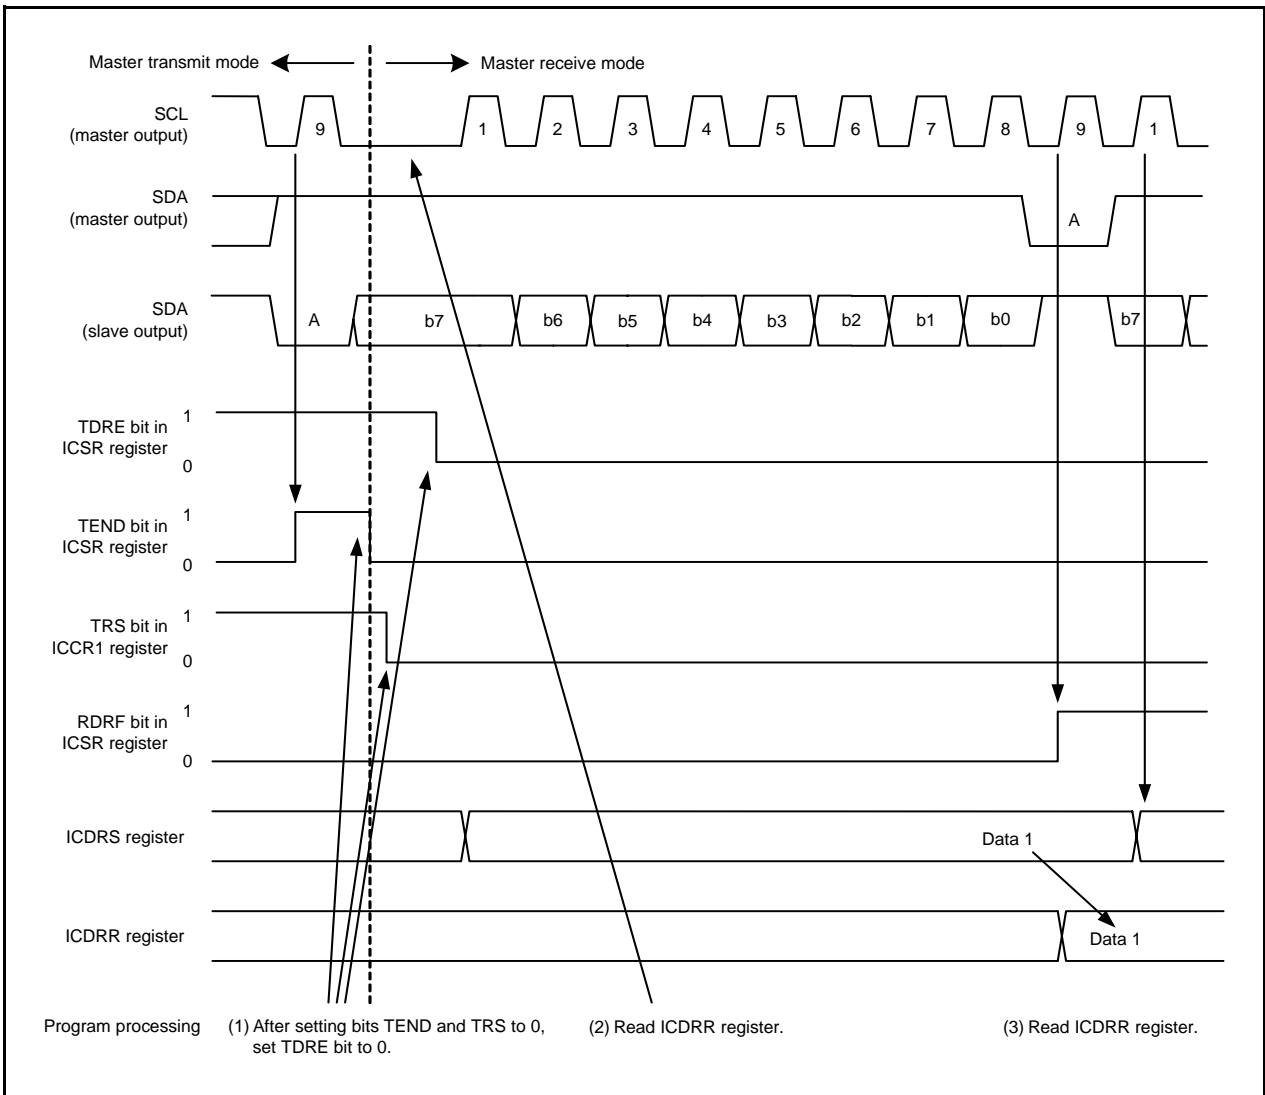 Master transmit mode
Master receive mode
SCL
(master output)
9 1 2 3 4 5 6 7 8 9 1
SDA
(master output)
A
SDA
(slave output)
A b7 b6 b5 b4 b3 b2 b1 b0 b7
TDRE bit in
ICSR register
1
0
TEND bit in
ICSR register
1
0
TRS bit in
ICCR1 register
1
0
RDRF bit in
ICSR register
1
0
ICDRS register
Data 1
ICDRR register
Data 1
Program processing
(1) After setting bits TEND and TRS to 0,
set TDRE bit to 0.
(2) Read ICDRR register.
(3) Read ICDRR register.